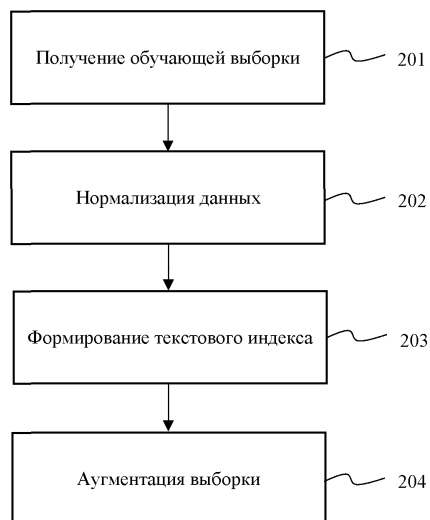 Получение обучающей выборки
201
Нормализация данных
202
Формирование текстового индекса
203
Аугментация выборки
204